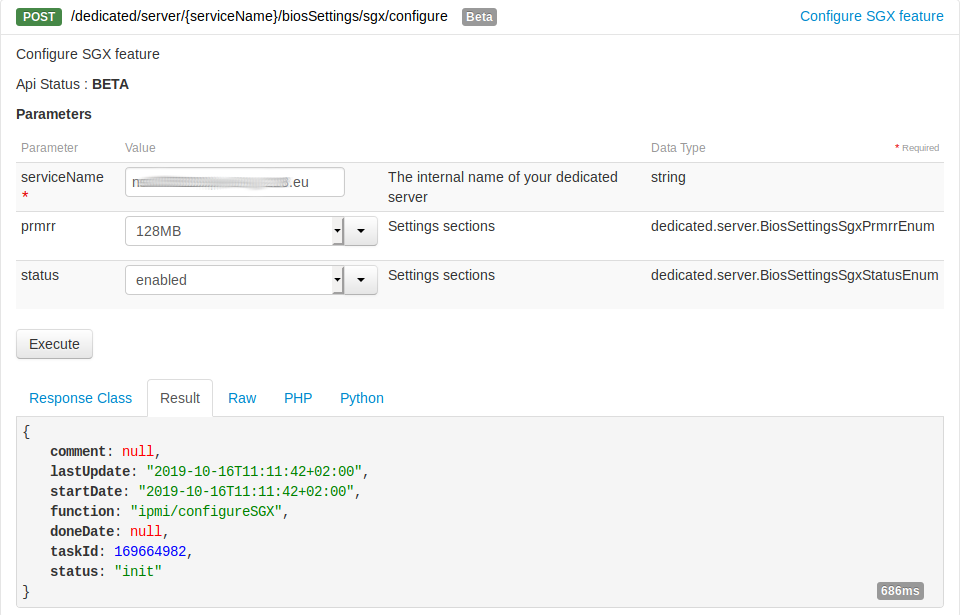 POST /dedicated/server/{serviceName}/biosSettings/sgx/configure Beta Configure SGX feature
Configure SGX feature
Api Status : BETA
Parameters
Parameter Value Data Type * Required
serviceName * n .eu The internal name of your dedicated server string
prmrr 128MB Settings sections dedicated.server.BiosSettingsSgxPrmrrEnum
status enabled Settings sections dedicated.server.BiosSettingsSgxStatusEnum
Execute
Response Class Result Raw PHP Python
{
comment: null,
lastUpdate: "2019-10-16T11:11:42+02:00",
startDate: "2019-10-16T11:11:42+02:00",
function: "ipmi/configureSGX",
doneDate: null,
taskId: 169664982,
status: "init"
}
686ms